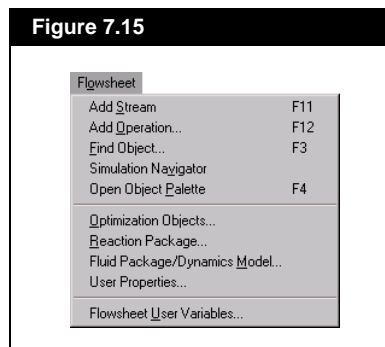 Figure 7.15
Flowsheet
Add Stream F11
Add Operation... F12
Find Object... F3
Simulation Navigator
Open Object Palette F4
Optimization Objects...
Reaction Package...
Fluid Package/Dynamics Model...
User Properties...
Flowsheet User Variables...